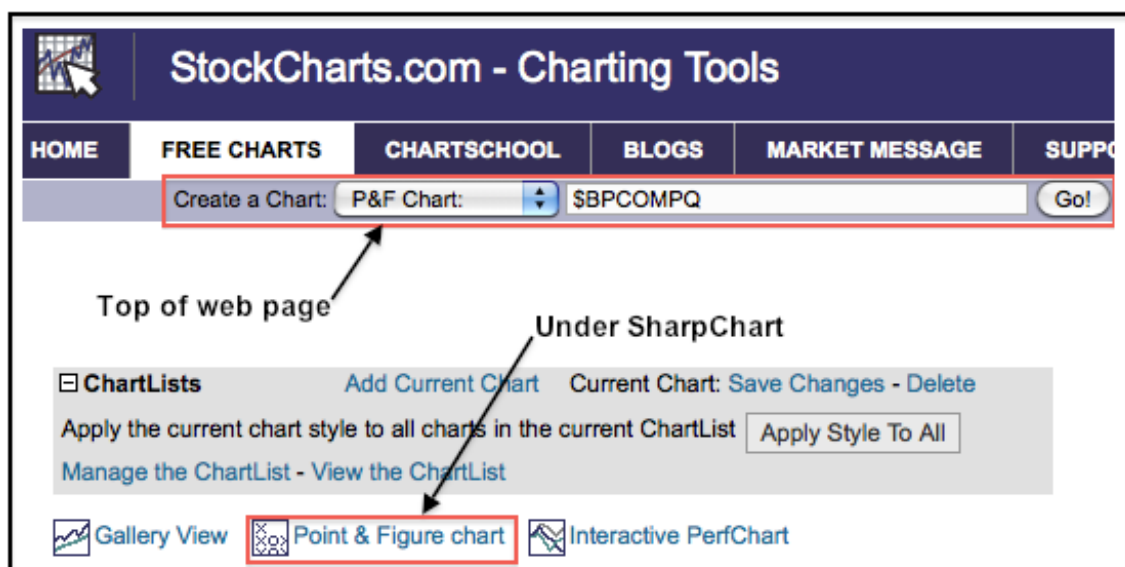 StockCharts.com - Charting Tools
HOME FREE CHARTS CHARTSCHOOL BLOGS MARKET MESSAGE SUPPO
Create a Chart: P&F Chart: $BPCOMPQ Go!
Top of web page
Under SharpChart
ChartLists Add Current Chart Current Chart: Save Changes - Delete
Apply the current chart style to all charts in the current ChartList Apply Style To All
Manage the ChartList - View the ChartList
Gallery View Point & Figure chart Interactive PerfChart